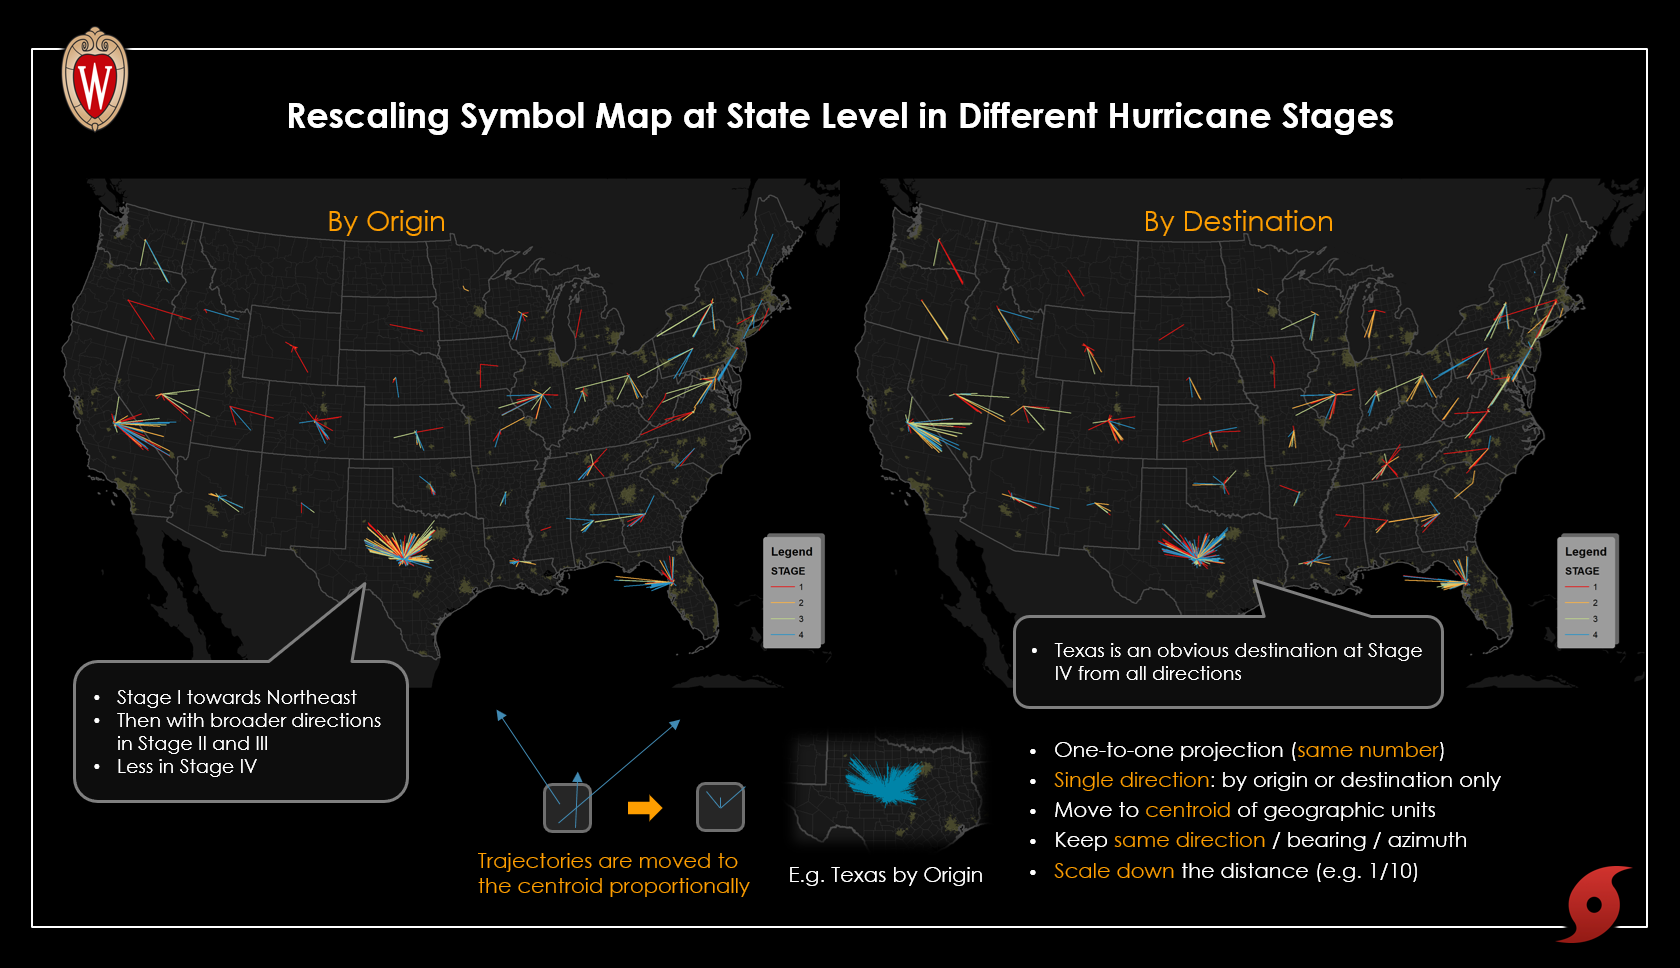 W
Rescaling Symbol Map at State Level in Different Hurricane Stages
By Origin
By Destination
Legend
STAGE
1
2
3
4
Legend
STAGE
1
2
3
4
• Stage I towards Northeast
• Then with broader directions
in Stage II and III
• Less in Stage IV
• Texas is an obvious destination at Stage
IV from all directions
Trajectories are moved to
the centroid proportionally
E.g. Texas by Origin
• One-to-one projection (same number)
• Single direction: by origin or destination only
• Move to centroid of geographic units
• Keep same direction / bearing / azimuth
• Scale down the distance (e.g. 1/10)